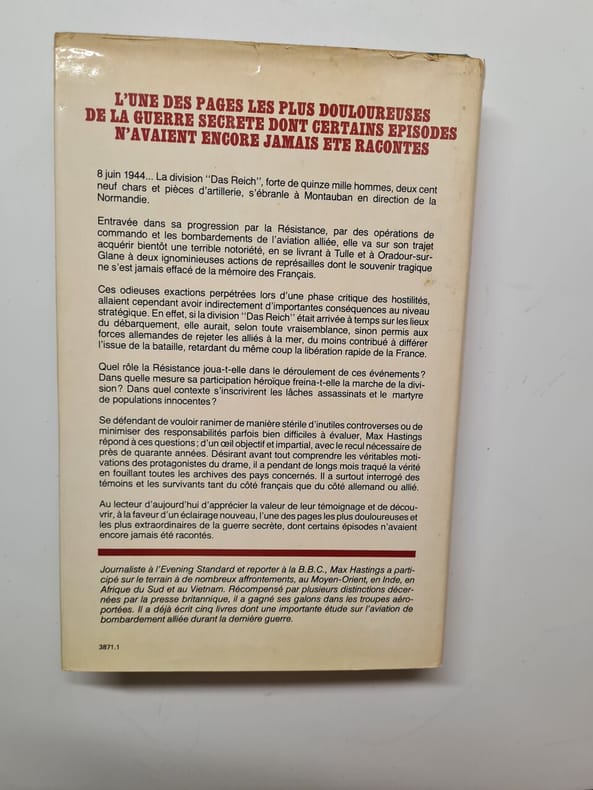 L'UNE DES PAGES LES PLUS DOULOUREUSES
DE LA GUERRE SECRETE DONT CERTAINS EPISODES
N'AVAIENT ENCORE JAMAIS ETE RACONTES
8 juin 1944... La division "Das Reich", forte de quinze mille hommes, deux cent
neuf chars et pièces d'artillerie, s'ébranle à Montauban en direction de la
Normandie.
Entravée dans sa progression par la Résistance, par des opérations de
commando et les bombardements de l'aviation alliée, elle va sur son trajet
acquérir bientôt une terrible notoriété, en se livrant à Tulle et à Oradour-sur-
Glane à deux ignominieuses actions de représailles dont le souvenir tragique
ne s'est jamais effacé de la mémoire des Français.
Ces odieuses exactions perpétrées lors d'une phase critique des hostilités,
allaient cependant avoir indirectement d'importantes conséquences au niveau
stratégique. En effet, si la division "Das Reich" était arrivée à temps sur les lieux
du débarquement, elle aurait, selon toute vraisemblance, sinon permis aux
forces allemandes de rejeter les alliés à la mer, du moins contribué à différer
l'issue de la bataille, retardant du même coup la libération rapide de la France.
Quel rôle la Résistance joua-t-elle dans le déroulement de ces événements?
Dans quelle mesure sa participation héroïque freina-t-elle la marche de la divi-
sion? Dans quel contexte s'inscrivirent les lâches assassinats et le martyre
de populations innocentes?
Se défendant de vouloir ranimer de manière stérile d'inutiles controverses ou de
minimiser des responsabilités parfois bien difficiles à évaluer, Max Hastings
répond à ces questions; d'un œil objectif et impartial, avec le recul nécessaire de
près de quarante années. Désirant avant tout comprendre les véritables moti-
vations des protagonistes du drame, il a pendant de longs mois traqué la vérité
en fouillant toutes les archives des pays concernés. Il a surtout interrogé des
témoins et les survivants tant du côté français que du côté allemand ou allié.
Au lecteur d'aujourd'hui d'apprécier la valeur de leur témoignage et de décou-
vrir, à la faveur d'un éclairage nouveau, l'une des pages les plus douloureuses et
les plus extraordinaires de la guerre secrète, dont certains épisodes n'avaient
encore jamais été racontés.
Journaliste à l'Evening Standard et reporter à la B.B.C., Max Hastings a parti-
cipé sur le terrain à de nombreux affrontements, au Moyen-Orient, en Inde, en
Afrique du Sud et au Vietnam. Récompensé par plusieurs distinctions décer-
nées par la presse britannique, il a gagné ses galons dans les troupes aéro-
portées. Il a déjà écrit cinq livres dont une importante étude sur l'aviation de
bombardement alliée durant la dernière guerre.
3871.1